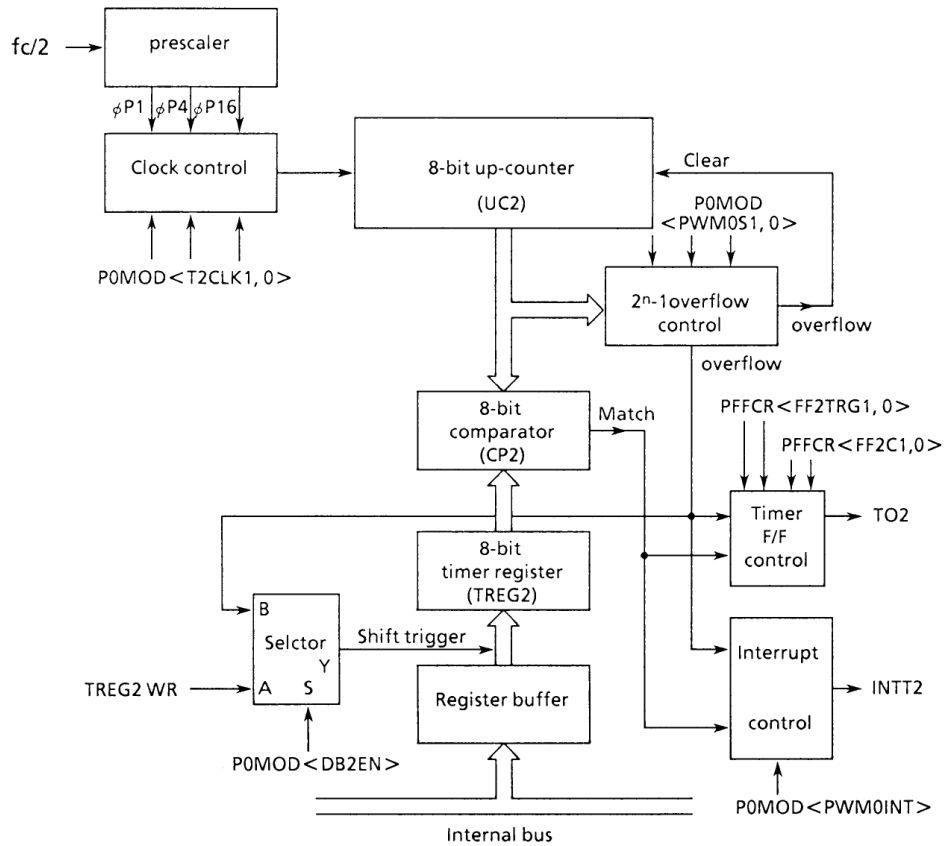 prescaler
fc/2
ϕP1 ϕP4 ϕP16
Clock control
P0MOD<T2CLK1, 0>
8-bit up-counter
(UC2)
Clear
P0MOD
<PWM0S1, 0>
2ⁿ-1overflow
control
overflow
overflow
8-bit
comparator
(CP2)
Match
PFFCR<FF2TRG1, 0>
PFFCR<FF2C1,0>
Timer
F/F
control
TO2
8-bit
timer register
(TREG2)
B
Selctor
Y
A S
Shift trigger
TREG2 WR
P0MOD<DB2EN>
Register buffer
Interrupt
control
INTT2
P0MOD<PWM0INT>
Internal bus